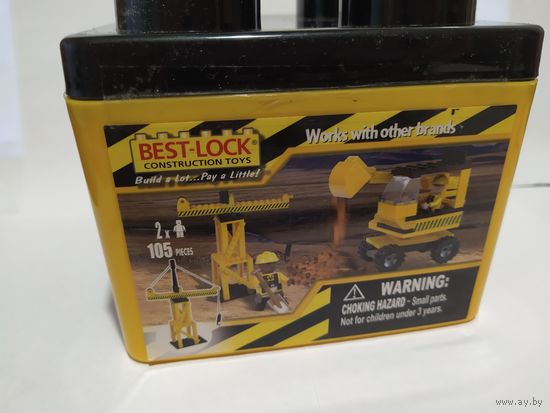 BEST-LOCK®
CONSTRUCTION TOYS
Build a Lot...Pay a Little!
Works with other brands
2x
105 PIECES
WARNING:
CHOKING HAZARD - Small parts.
Not for children under 3 years.
www.ay.by